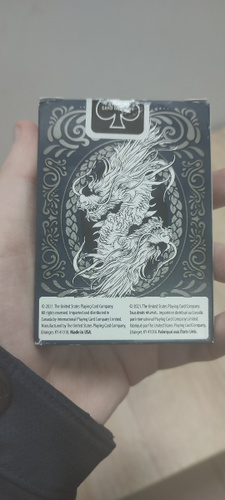 © 2021, The United States Playing Card Company.
All rights reserved. Imported and distributed in
Canada by International Playing Card Company Limited.
Manufactured by The United States Playing Card Company,
Erlanger, KY 41018. Made in USA.
© 2021, The United States Playing Card Company.
Tous droits réservés. Importé et distribué au Canada
par International Playing Card Company Limited.
Fabriqué par The United States Playing Card Company,
Erlanger, KY 41018. Fabriqué aux États-Unis.